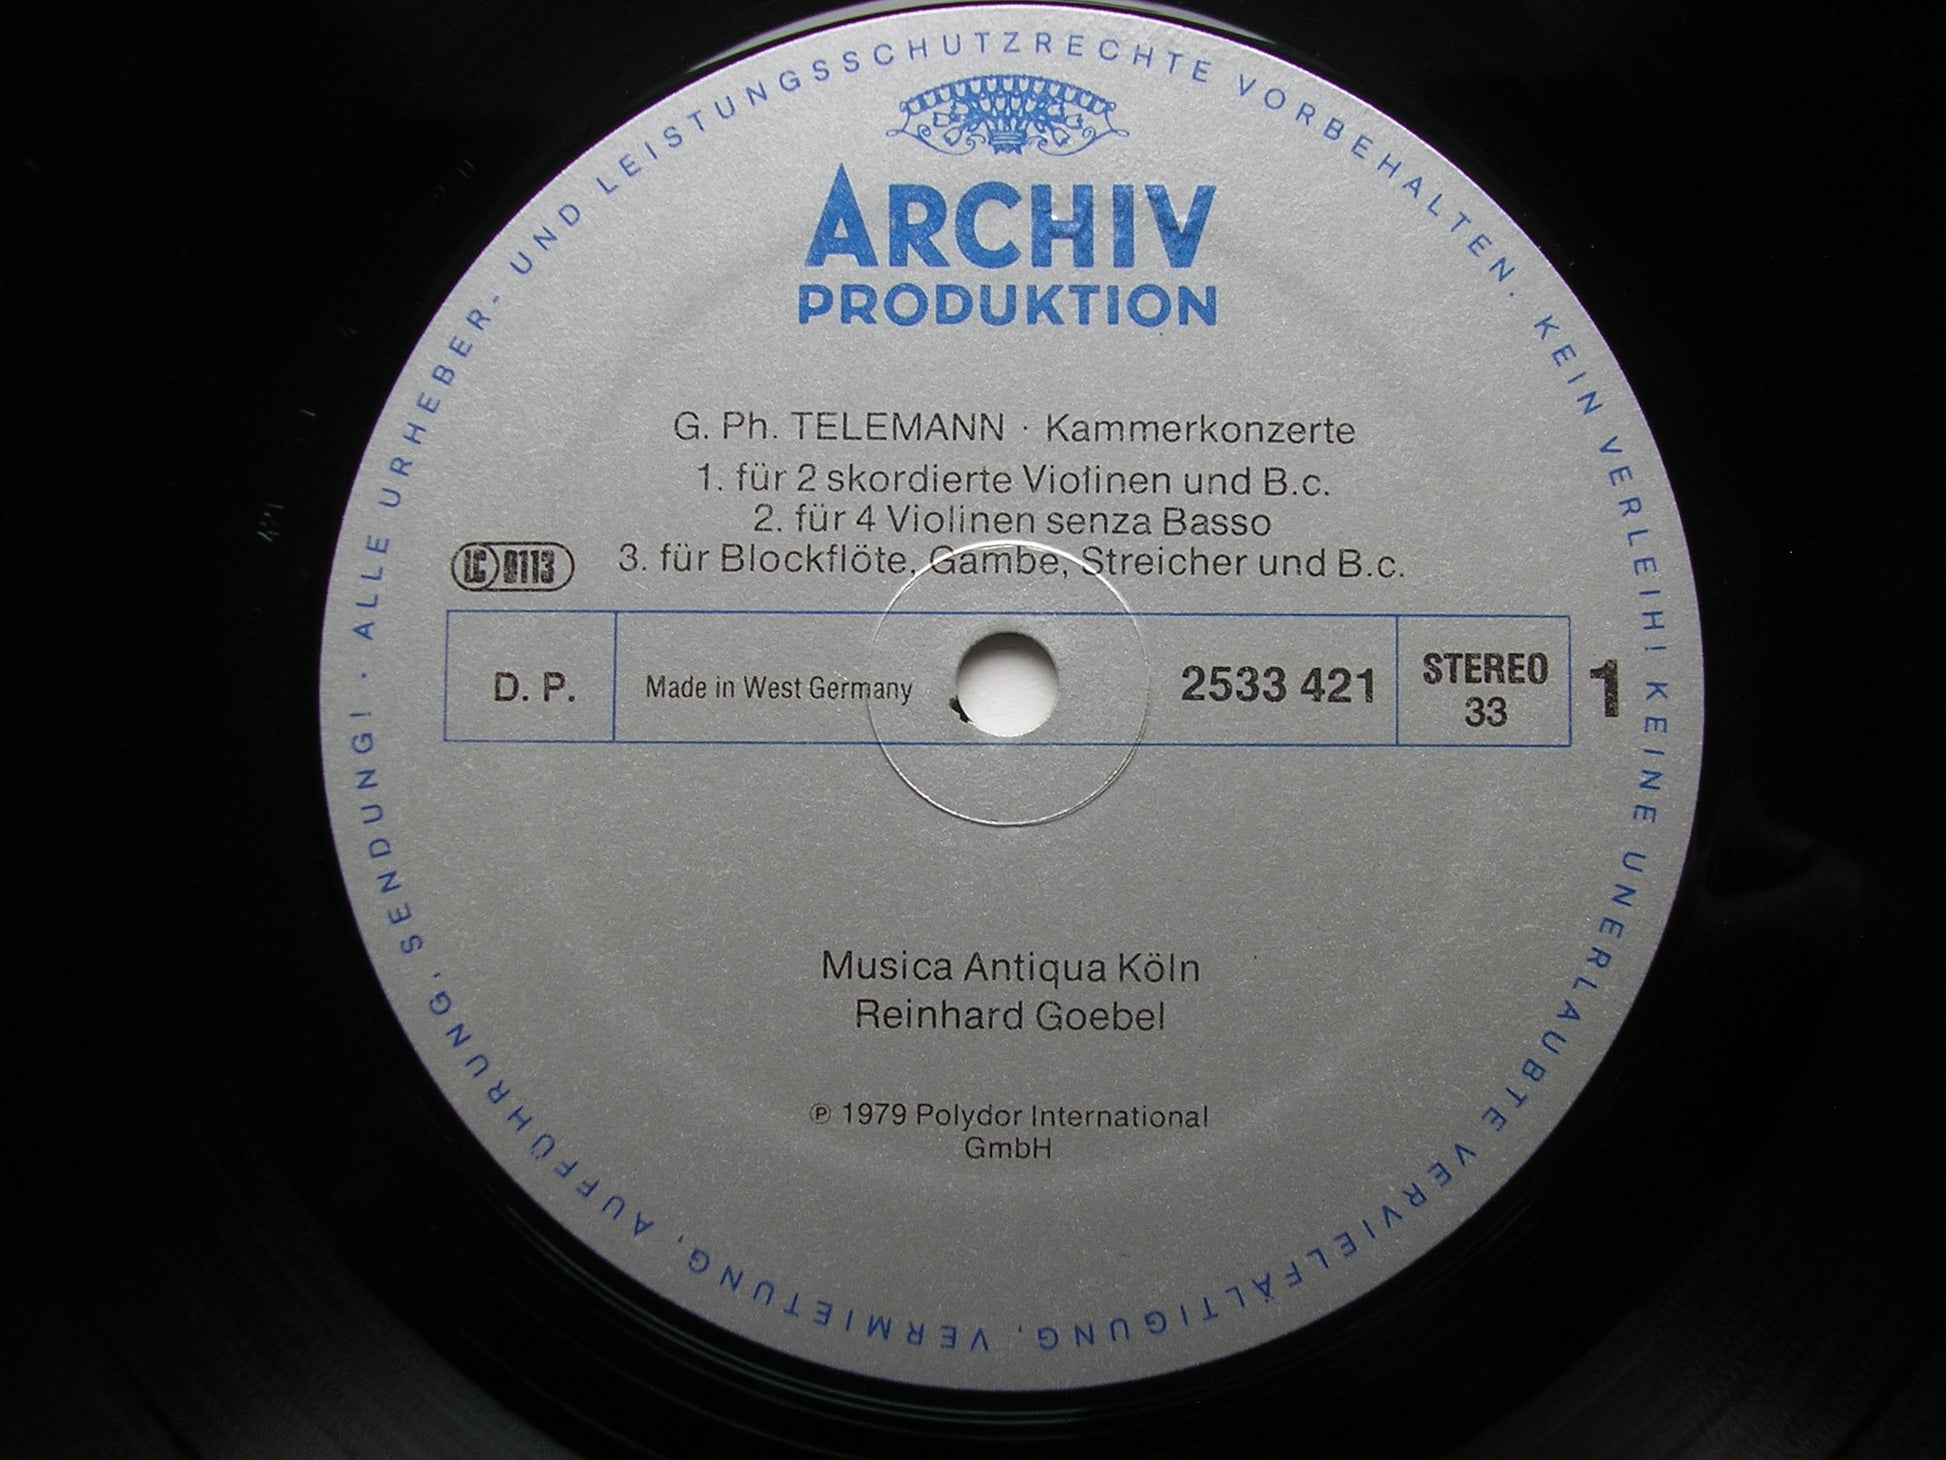 ALLE URHEBER- UND LEISTUNGSSCHUTZRECHTE VORBEHALTEN. KEIN VERLEIH! KEINE UNERLAUBTE VERVIELFÄLTIGUNG, VERMIETUNG, AUFFÜHRUNG, SENDUNG! ·
ARCHIV
PRODUKTION
G. Ph. TELEMANN · Kammerkonzerte
1. für 2 skordierte Violinen und B.c.
2. für 4 Violinen senza Basso
3. für Blockflöte, Gambe, Streicher und B.c.
LC 0113
D. P.
Made in West Germany
2533 421
STEREO
33
1
Musica Antiqua Köln
Reinhard Goebel
℗ 1979 Polydor International
GmbH